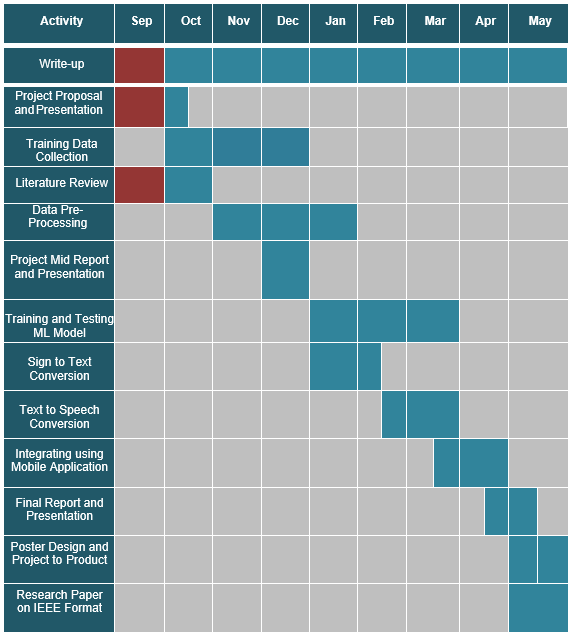 Activity Sep Oct Nov Dec Jan Feb Mar Apr May
Write-up
Project Proposal
and Presentation
Training Data
Collection
Literature Review
Data Pre-
Processing
Project Mid Report
and Presentation
Training and Testing
ML Model
Sign to Text
Conversion
Text to Speech
Conversion
Integrating using
Mobile Application
Final Report and
Presentation
Poster Design and
Project to Product
Research Paper
on IEEE Format